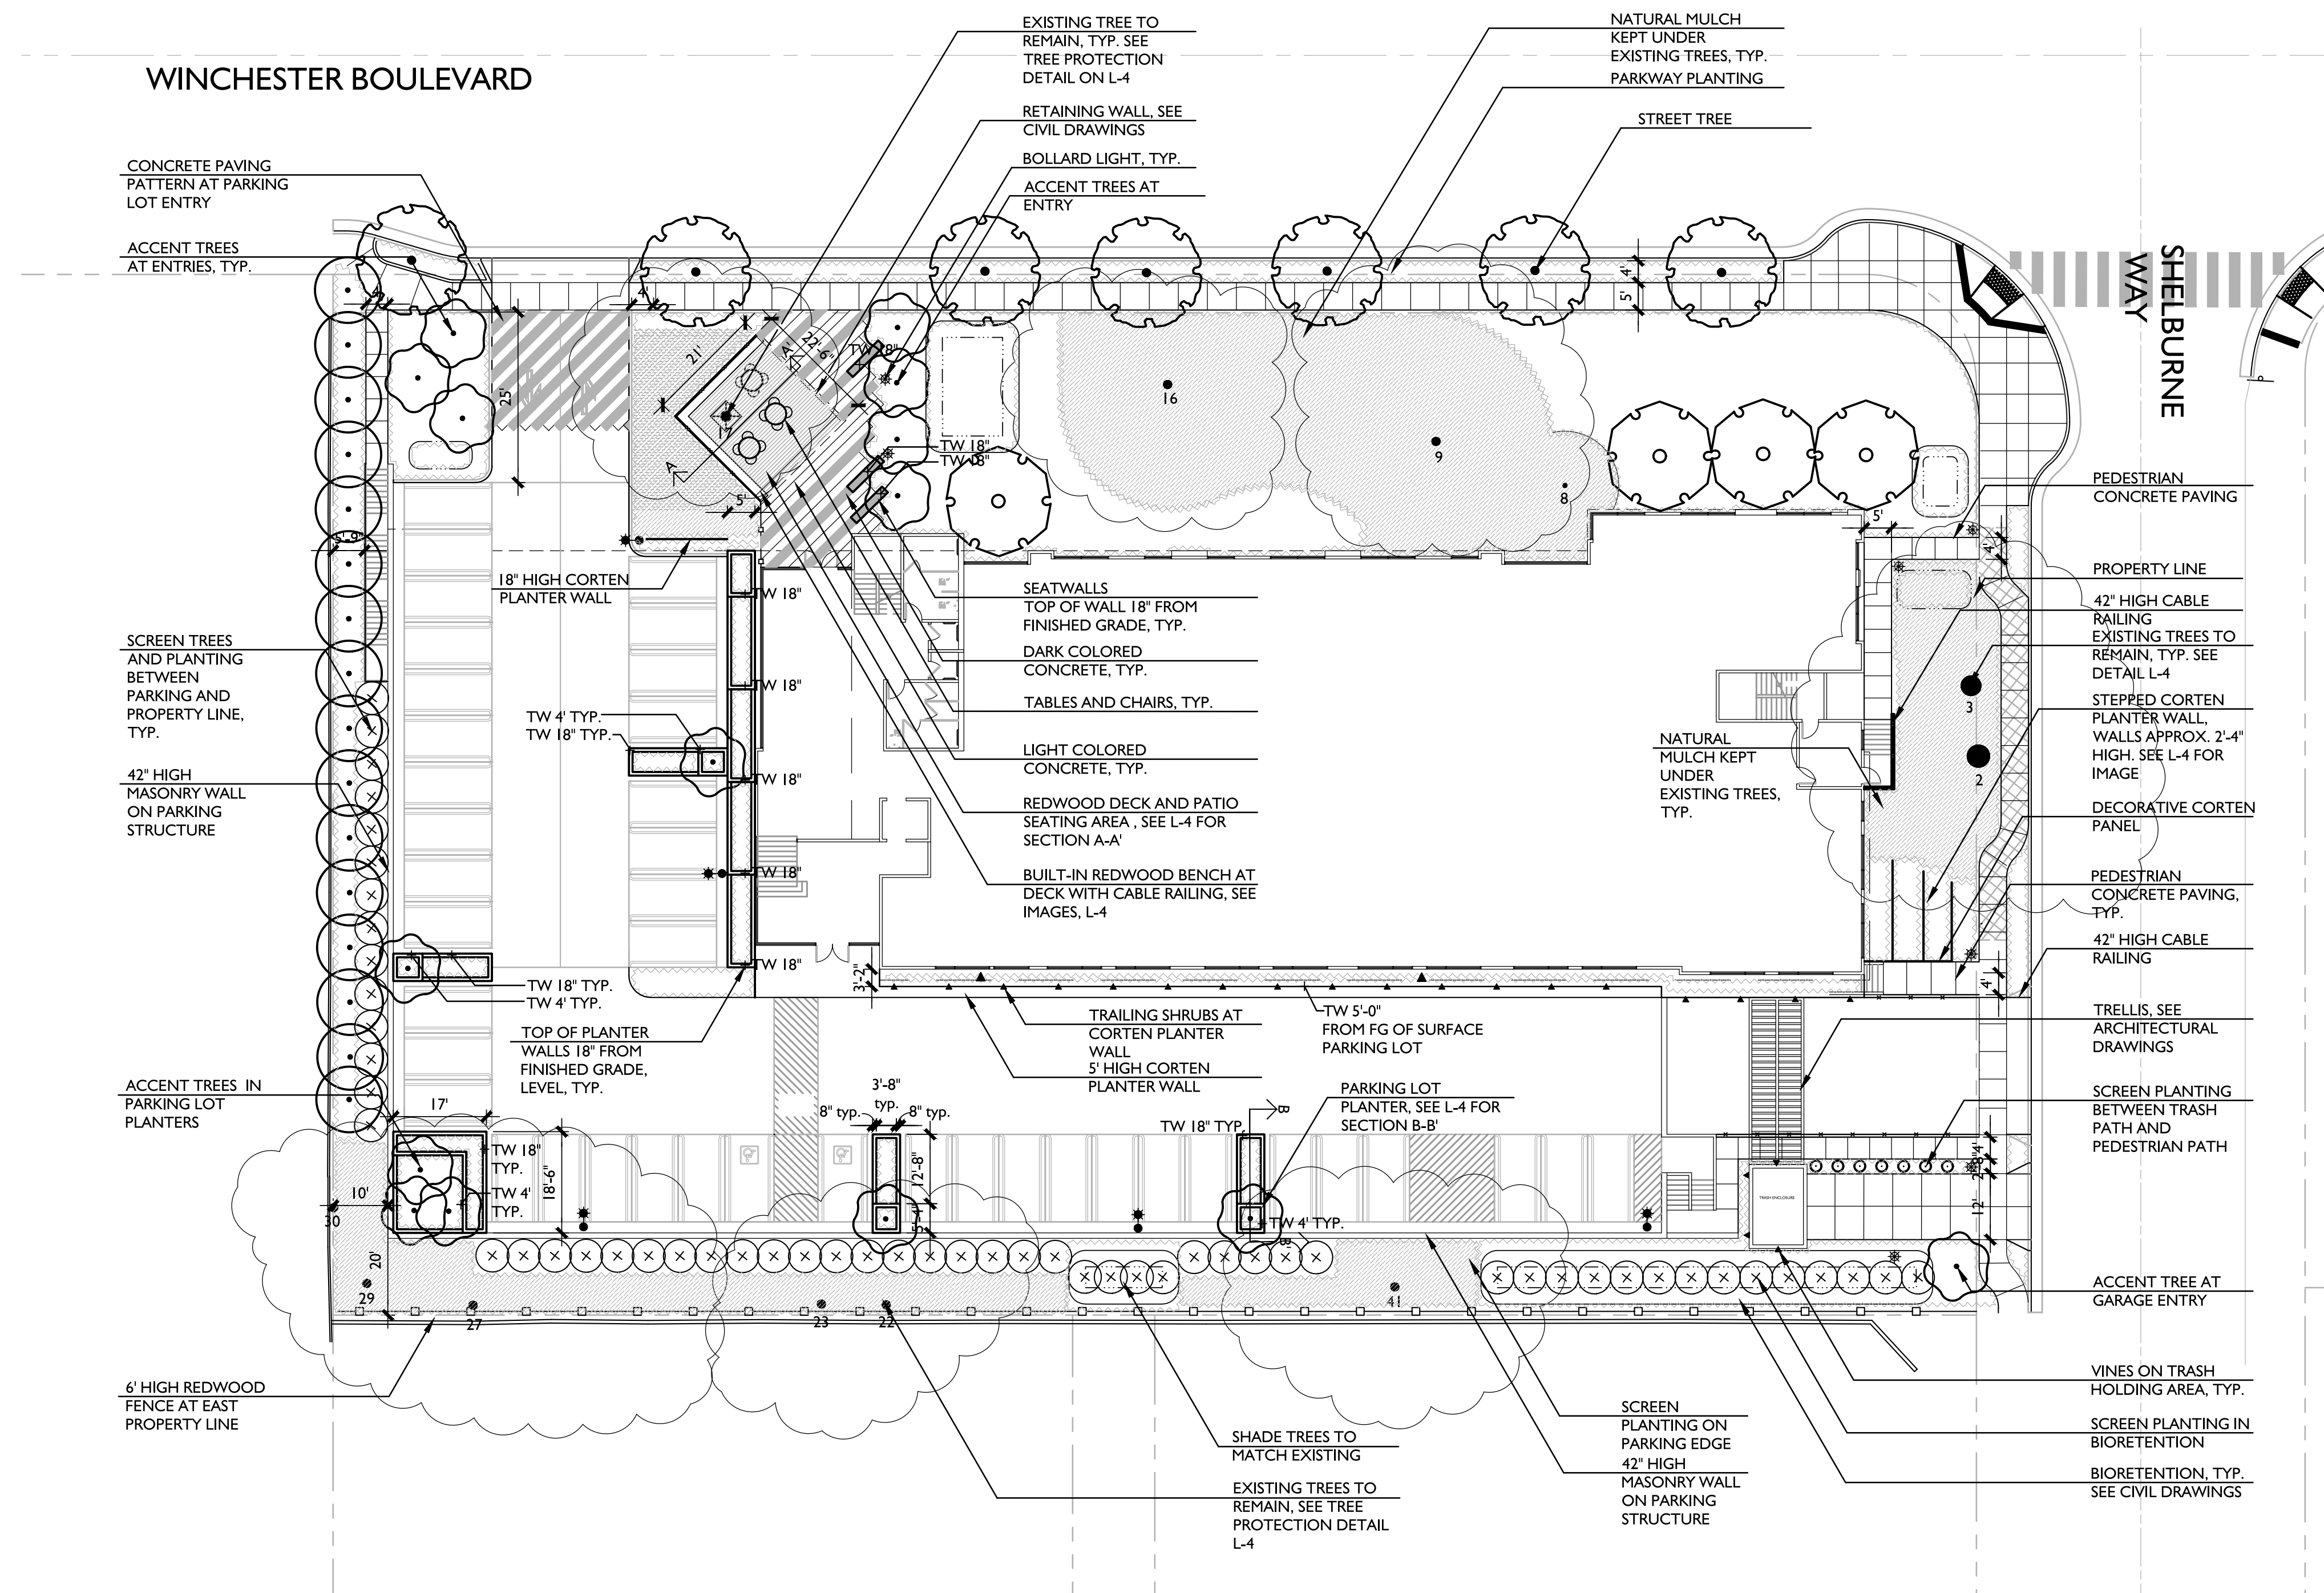 WINCHESTER BOULEVARD
EXISTING TREE TO
REMAIN, TYP. SEE
TREE PROTECTION
DETAIL ON L-4
RETAINING WALL, SEE
CIVIL DRAWINGS
BOLLARD LIGHT, TYP.
ACCENT TREES AT
ENTRY
NATURAL MULCH
KEPT UNDER
EXISTING TREES, TYP.
PARKWAY PLANTING
STREET TREE
CONCRETE PAVING
PATTERN AT PARKING
LOT ENTRY
ACCENT TREES
AT ENTRIES, TYP.
SHELBURNE
WAY
4'
4'
4'
5'
25'
21'
22'-6"
A'
A
17
TW 18"
TW 18"
TW 18"
16
9
8
5'
5'
5'-9"
4'
18" HIGH CORTEN
PLANTER WALL
SCREEN TREES
AND PLANTING
BETWEEN
PARKING AND
PROPERTY LINE,
TYP.
42" HIGH
MASONRY WALL
ON PARKING
STRUCTURE
TW 4' TYP.
TW 18" TYP.
TW 18"
TW 18"
TW 18"
TW 18"
TW 18"
SEATWALLS
TOP OF WALL 18" FROM
FINISHED GRADE, TYP.
DARK COLORED
CONCRETE, TYP.
TABLES AND CHAIRS, TYP.
LIGHT COLORED
CONCRETE, TYP.
REDWOOD DECK AND PATIO
SEATING AREA , SEE L-4 FOR
SECTION A-A'
BUILT-IN REDWOOD BENCH AT
DECK WITH CABLE RAILING, SEE
IMAGES, L-4
NATURAL
MULCH KEPT
UNDER
EXISTING TREES,
TYP.
3
2
PEDESTRIAN
CONCRETE PAVING
PROPERTY LINE
42" HIGH CABLE
RAILING
EXISTING TREES TO
REMAIN, TYP. SEE
DETAIL L-4
STEPPED CORTEN
PLANTER WALL,
WALLS APPROX. 2'-4"
HIGH. SEE L-4 FOR
IMAGE
DECORATIVE CORTEN
PANEL
PEDESTRIAN
CONCRETE PAVING,
TYP.
42" HIGH CABLE
RAILING
TRELLIS, SEE
ARCHITECTURAL
DRAWINGS
SCREEN PLANTING
BETWEEN TRASH
PATH AND
PEDESTRIAN PATH
TW 18" TYP.
TW 4' TYP.
TOP OF PLANTER
WALLS 18" FROM
FINISHED GRADE,
LEVEL, TYP.
3'-2"
4'
TRAILING SHRUBS AT
CORTEN PLANTER
WALL
5' HIGH CORTEN
PLANTER WALL
TW 5'-0"
FROM FG OF SURFACE
PARKING LOT
PARKING LOT
PLANTER, SEE L-4 FOR
SECTION B-B'
ACCENT TREES IN
PARKING LOT
PLANTERS
17'
3'-8"
typ.
8" typ.
8" typ.
TW 18" TYP.
B
TW 18"
TYP.
TW 4'
TYP.
18'-6"
12'-8"
5'-4"
TW 4' TYP.
B'
10'
20'
4'
12'
TRASH ENCLOSURE
30
29
27
23
22
41
6' HIGH REDWOOD
FENCE AT EAST
PROPERTY LINE
SHADE TREES TO
MATCH EXISTING
EXISTING TREES TO
REMAIN, SEE TREE
PROTECTION DETAIL
L-4
SCREEN
PLANTING ON
PARKING EDGE
42" HIGH
MASONRY WALL
ON PARKING
STRUCTURE
ACCENT TREE AT
GARAGE ENTRY
VINES ON TRASH
HOLDING AREA, TYP.
SCREEN PLANTING IN
BIORETENTION
BIORETENTION, TYP.
SEE CIVIL DRAWINGS